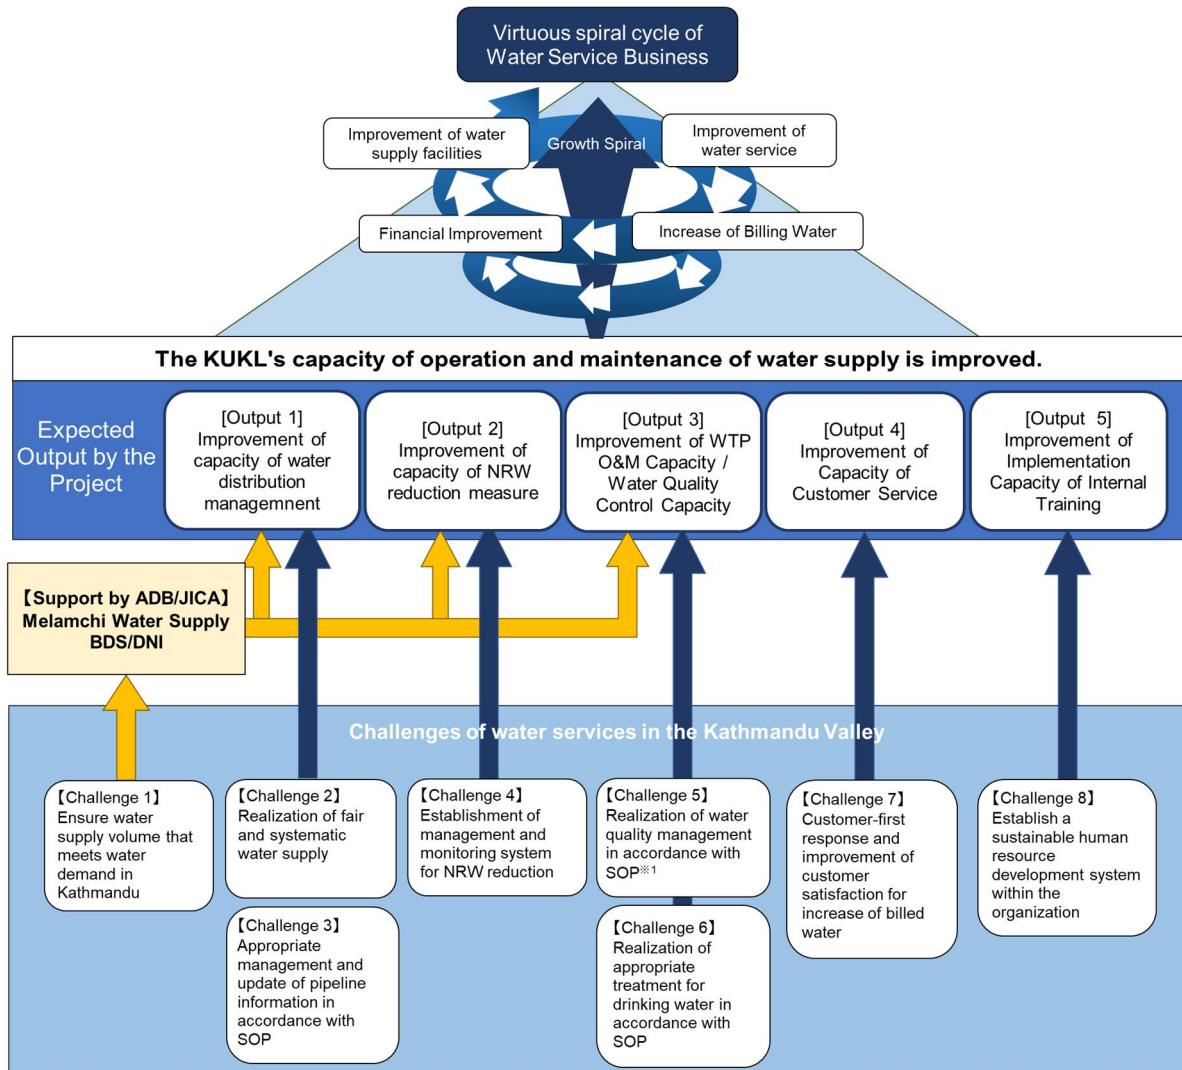 Virtuous spiral cycle of
Water Service Business
Improvement of water
supply facilities
Growth Spiral
Improvement of
water service
Financial Improvement
Increase of Billing Water
The KUKL's capacity of operation and maintenance of water supply is improved.
Expected
Output by the
Project
[Output 1]
Improvement of
capacity of water
distribution
managemnent
[Output 2]
Improvement of
capacity of NRW
reduction measure
[Output 3]
Improvement of WTP
O&M Capacity /
Water Quality
Control Capacity
[Output 4]
Improvement of
Capacity of
Customer Service
[Output 5]
Improvement of
Implementation
Capacity of Internal
Training
【Support by ADB/JICA】
Melamchi Water Supply
BDS/DNI
Challenges of water services in the Kathmandu Valley
【Challenge 1】
Ensure water
supply volume that
meets water
demand in
Kathmandu
【Challenge 2】
Realization of fair
and systematic
water supply
【Challenge 3】
Appropriate
management and
update of pipeline
information in
accordance with
SOP
【Challenge 4】
Establishment of
management and
monitoring system
for NRW reduction
【Challenge 5】
Realization of water
quality management
in accordance with
SOP※1
【Challenge 6】
Realization of
appropriate
treatment for
drinking water in
accordance with
SOP
【Challenge 7】
Customer-first
response and
improvement of
customer
satisfaction for
increase of billed
water
【Challenge 8】
Establish a
sustainable human
resource
development system
within the
organization